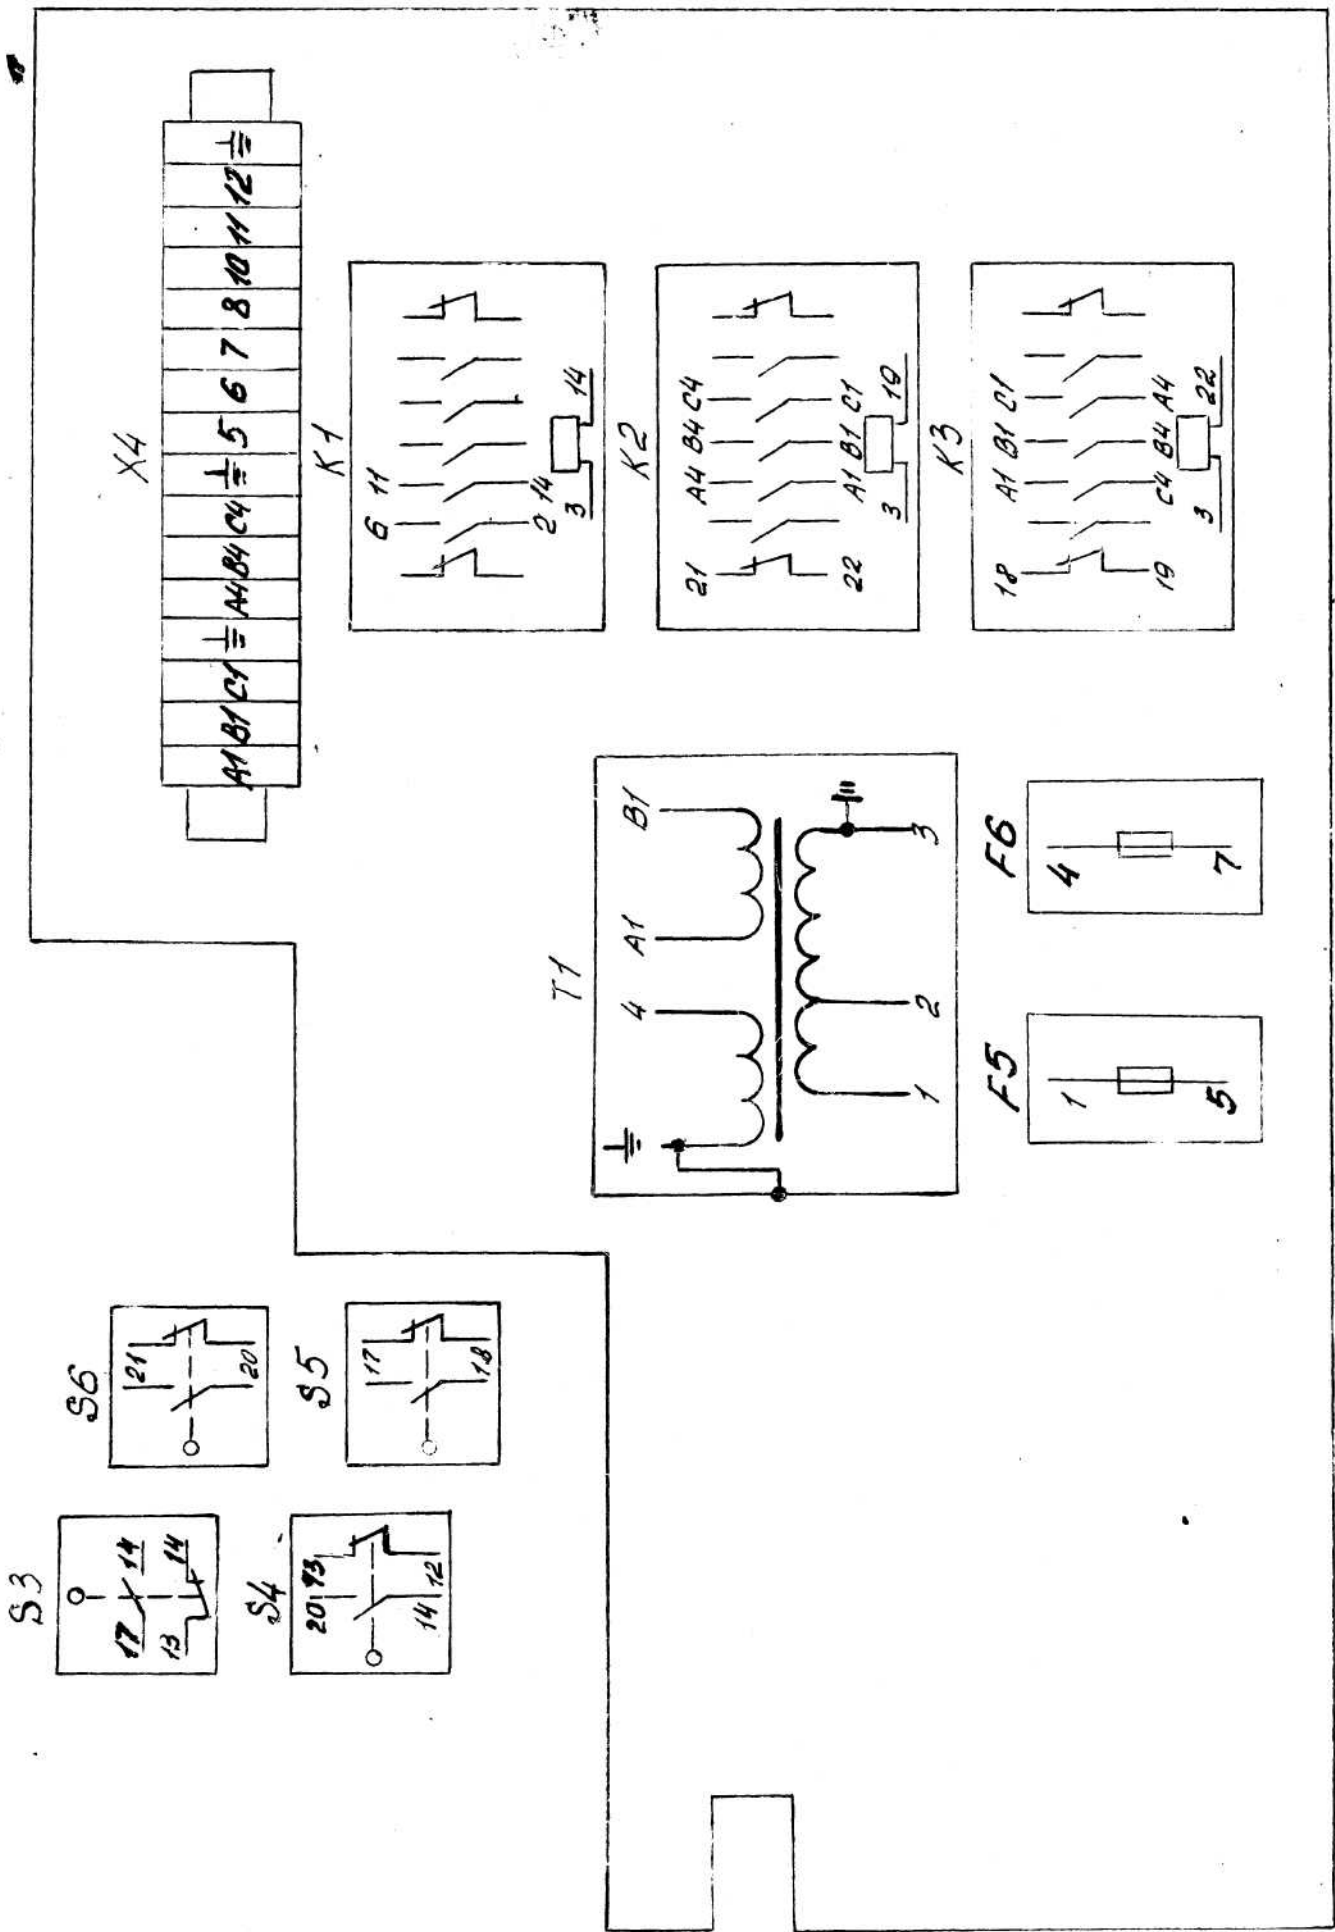 X4
A1 B1 C1 A4 B4 C4 5 6 7 8 10 11 12
K1
6 11
2 14
3 14
K2
21 A4 B4 C4
22 A1 B1 C1
3 19
K3
18 A1 B1 C1
19 C4 B4 A4
3 22
T1
4 A1 B1
1 2 3
F5
1
5
F6
4
7
S6
21
20
S5
17
18
S3
17 14
13 14
S4
20 13
14 12